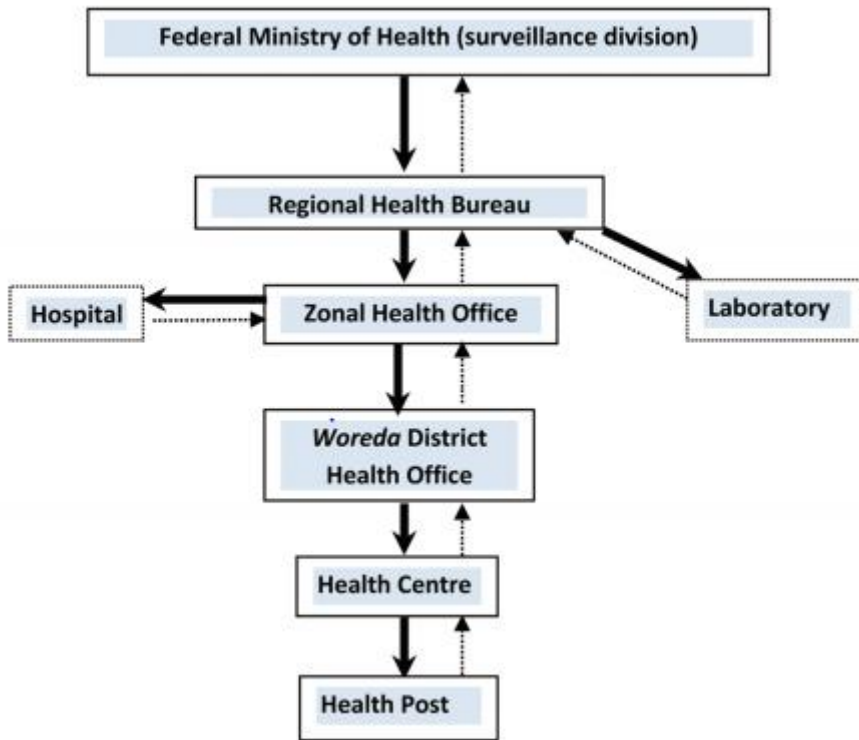 Federal Ministry of Health (surveillance division)
Regional Health Bureau
Hospital
Zonal Health Office
Laboratory
Woreda District
Health Office
Health Centre
Health Post